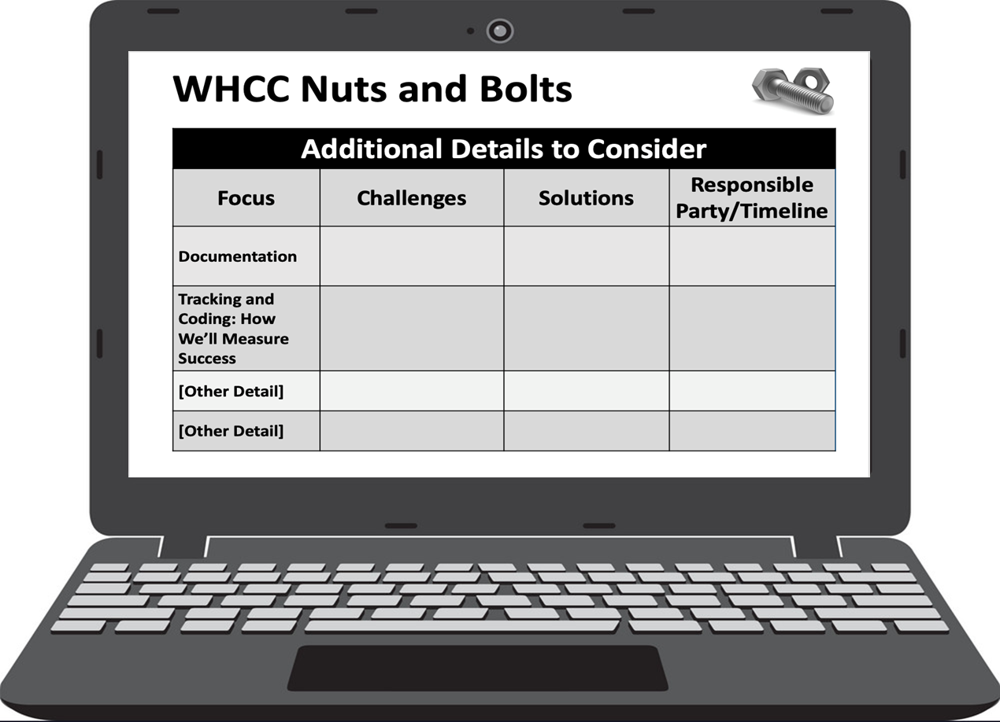 WHCC Nuts and Bolts
Additional Details to Consider
Focus
Challenges
Solutions
Responsible
Party/Timeline
Documentation
Tracking and
Coding: How
We’ll Measure
Success
[Other Detail]
[Other Detail]